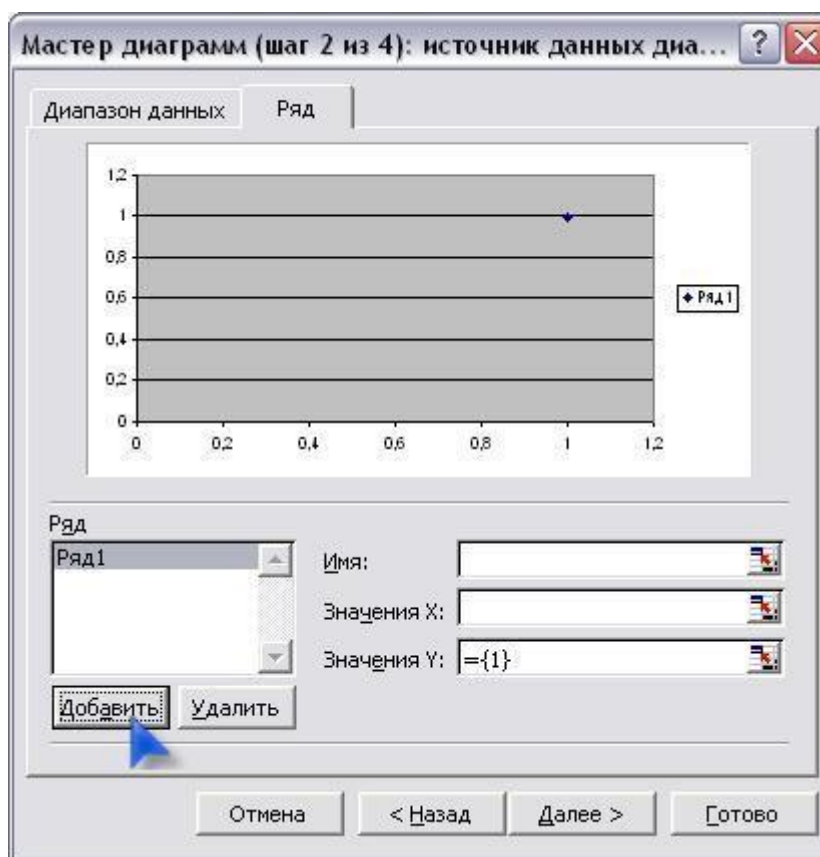 Мастер диаграмм (шаг 2 из 4): источник данных диа...
Диапазон данных
Ряд
1,2
1
0,8
0,6
0,4
0,2
0
0 0,2 0,4 0,6 0,8 1 1,2
Ряд1
Ряд
Ряд1
Имя:
Значения X:
Значения Y: ={1}
Добавить Удалить
Отмена < Назад Далее > Готово